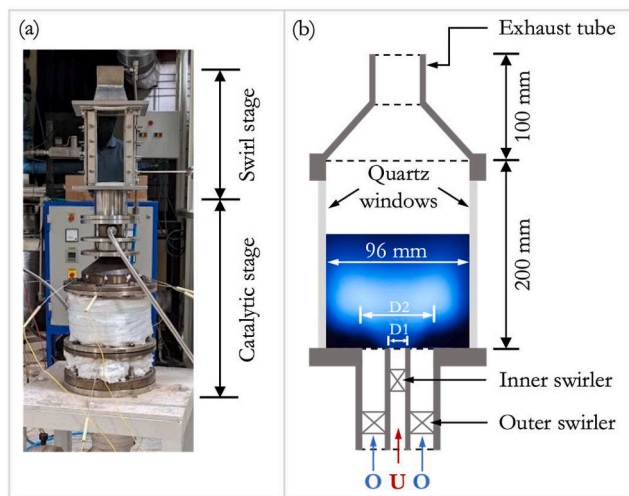 (a)
Swirl stage
Catalytic stage
(b)
Exhaust tube
100 mm
Quartz
windows
200 mm
96 mm
D2
D1
Inner swirler
Outer swirler
O U O